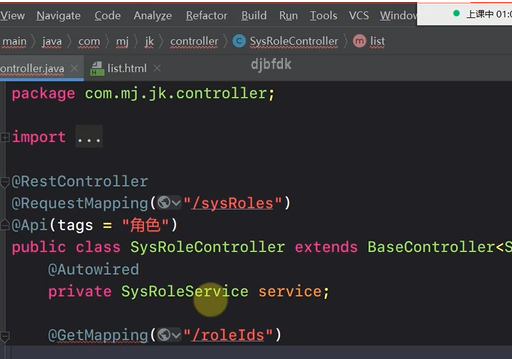 View Navigate Code Analyze Refactor Build Run Tools VCS Window
上课中 01:0
main java com mj jk controller SysRoleController list
ontroller.java list.html
djbfdk
package com.mj.jk.controller;
import ...
@RestController
@RequestMapping("/sysRoles")
@Api(tags = "角色")
public class SysRoleController extends BaseController<S
@Autowired
private SysRoleService service;
@GetMapping("/roleIds")